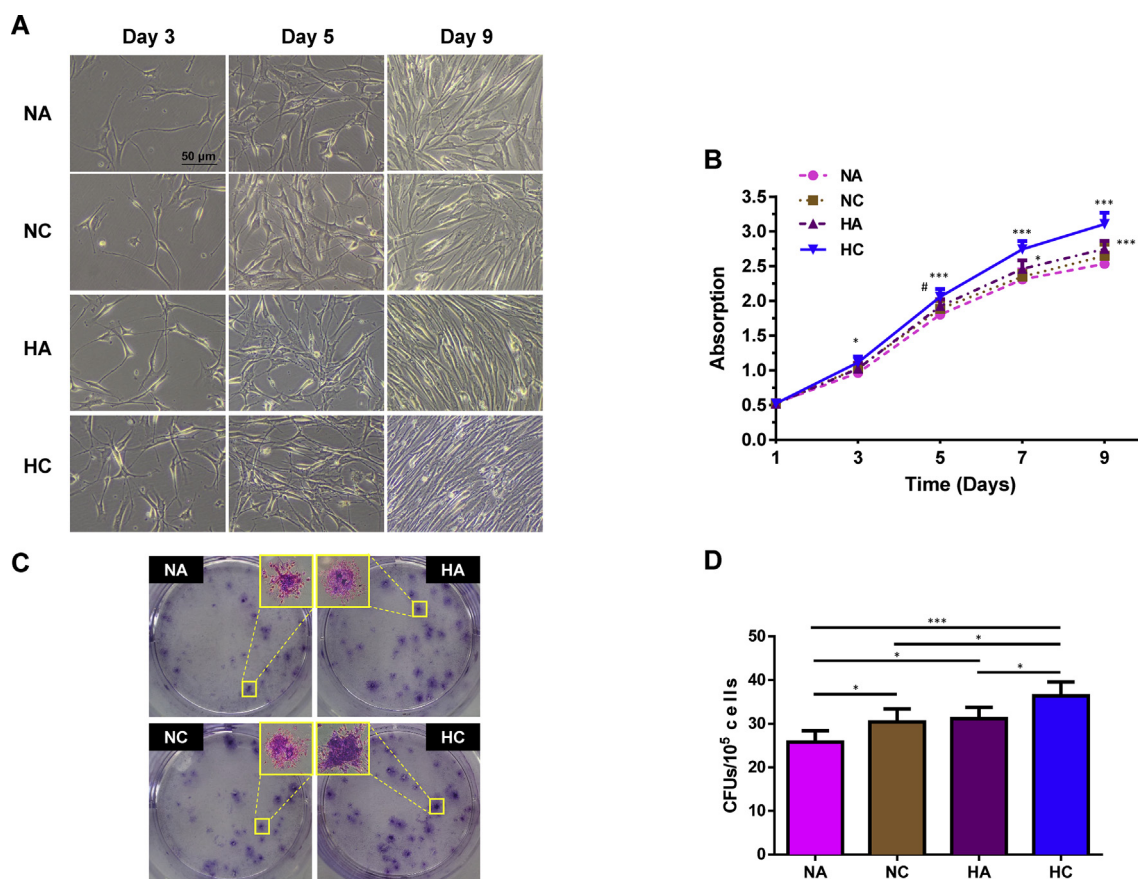 A
Day 3 Day 5 Day 9
NA
50 µm
NC
HA
HC
B
NA
NC
HA
HC
Absorption
3.5
3.0
2.5
2.0
1.5
1.0
0.5
0.0
*
# ***
***
*
***
***
1 3 5 7 9
Time (Days)
C
NA HA
NC HC
D
CFUs/10⁵ cells
50
40
30
20
10
0
***
*
*
*
*
NA NC HA HC